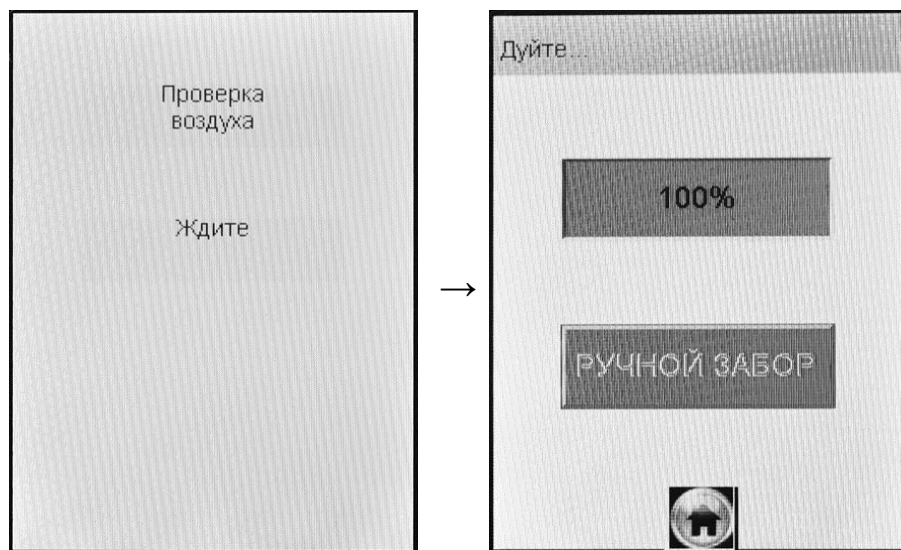 Проверка
воздуха
Ждите
→
Дуйте...
100%
РУЧНОЙ ЗАБОР